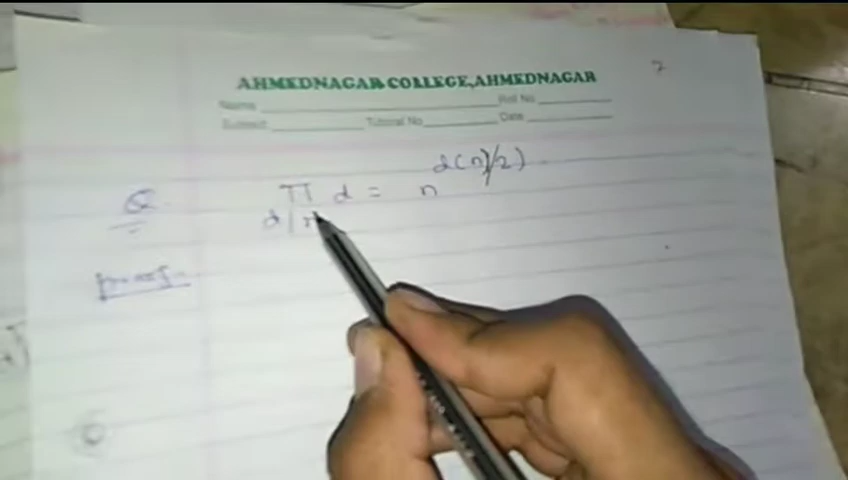 7
AHMEDNAGAR COLLEGE, AHMEDNAGAR
Name Roll No
Subject Tutorial No Date
Q. π d = n^{d(n)/2)}
d|n
proof:-